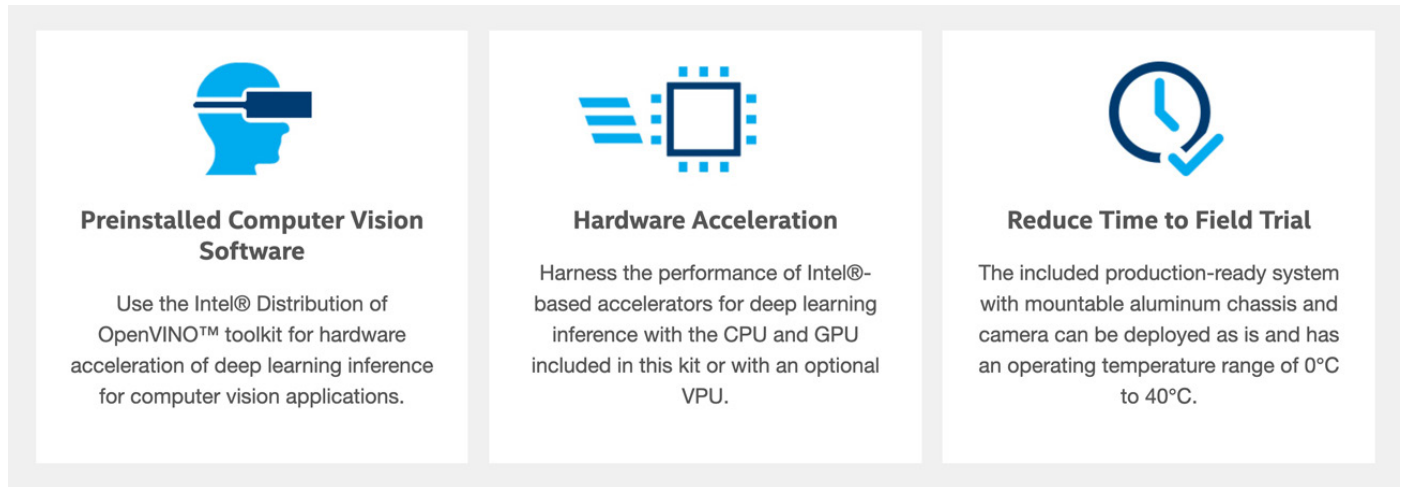 Preinstalled Computer Vision
Software
Use the Intel® Distribution of
OpenVINO™ toolkit for hardware
acceleration of deep learning inference
for computer vision applications.
Hardware Acceleration
Harness the performance of Intel®-
based accelerators for deep learning
inference with the CPU and GPU
included in this kit or with an optional
VPU.
Reduce Time to Field Trial
The included production-ready system
with mountable aluminum chassis and
camera can be deployed as is and has
an operating temperature range of 0°C
to 40°C.